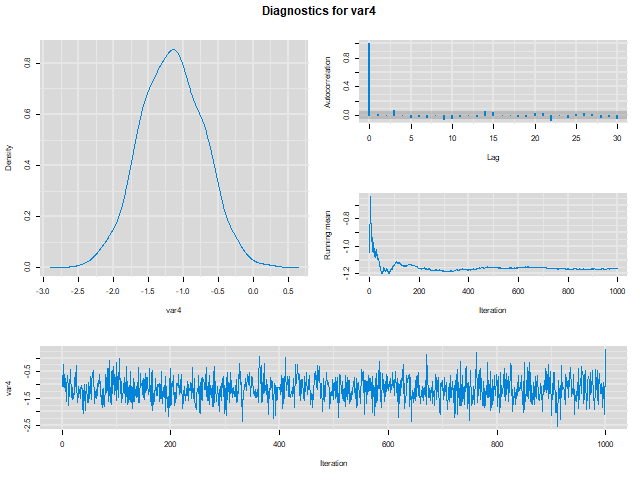 Diagnostics for var4
Density
0.0 0.2 0.4 0.6 0.8
-3.0 -2.5 -2.0 -1.5 -1.0 -0.5 0.0 0.5
var4
Autocorrelation
0.0 0.4 0.8
0 5 10 15 20 25 30
Lag
Running mean
-1.2 -1.0 -0.8
0 200 400 600 800 1000
Iteration
var4
-2.5 -1.5 -0.5
0 200 400 600 800 1000
Iteration